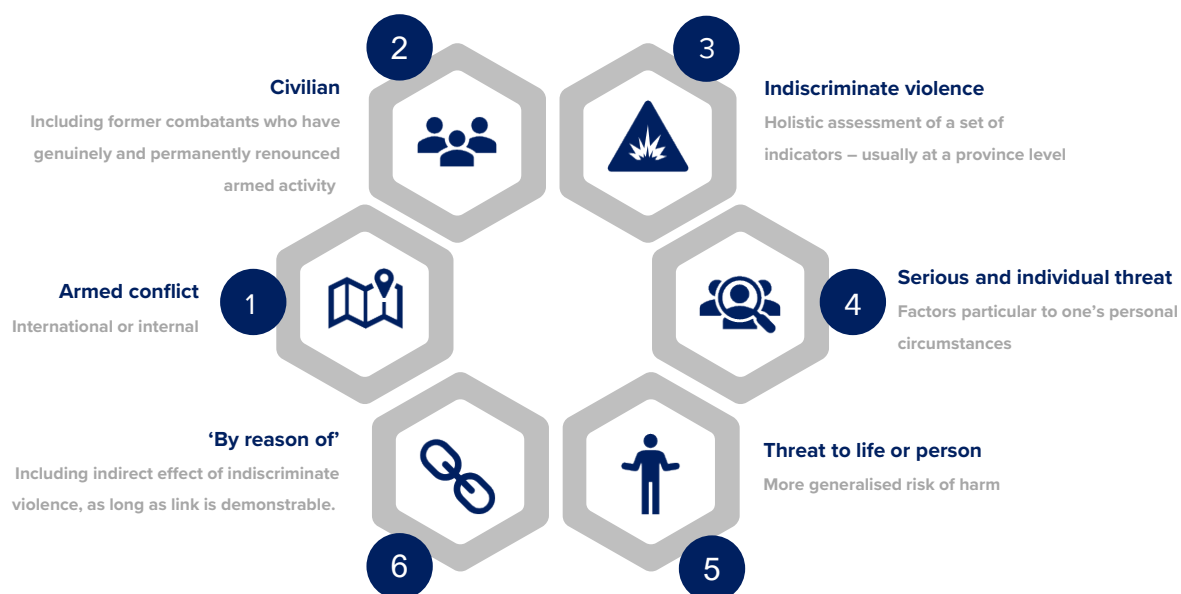 1
Armed conflict
International or internal
2
Civilian
Including former combatants who have
genuinely and permanently renounced
armed activity
3
Indiscriminate violence
Holistic assessment of a set of
indicators – usually at a province level
4
Serious and individual threat
Factors particular to one’s personal
circumstances
5
Threat to life or person
More generalised risk of harm
6
‘By reason of’
Including indirect effect of indiscriminate
violence, as long as link is demonstrable.